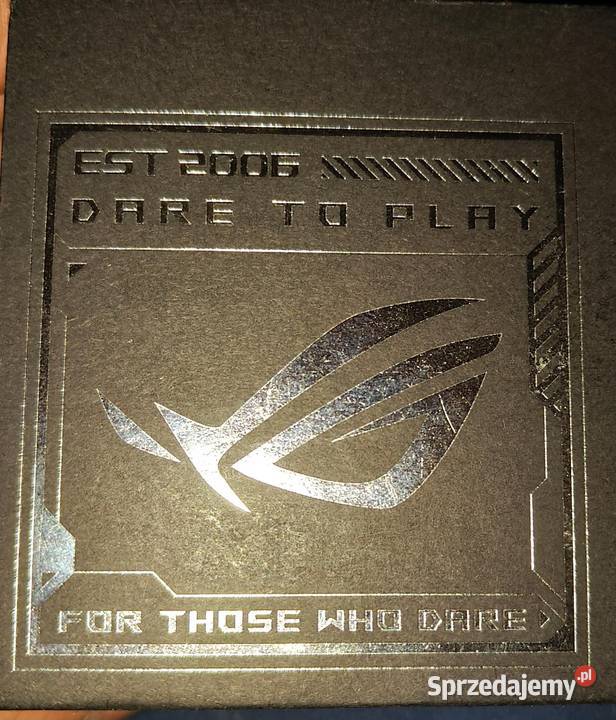 EST 2006
DARE TO PLAY
FOR THOSE WHO DARE
Sprzedajemy.pl